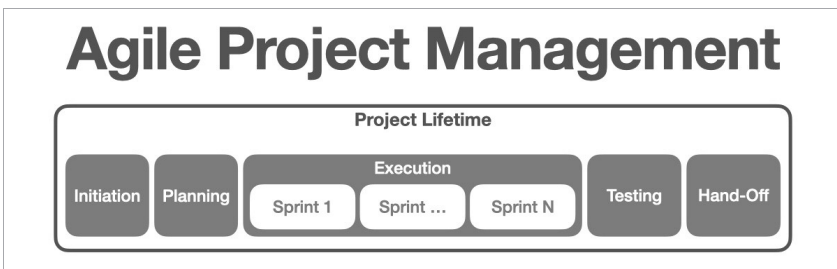 Agile Project Management
Project Lifetime
Initiation
Planning
Execution
Sprint 1
Sprint ...
Sprint N
Testing
Hand-Off